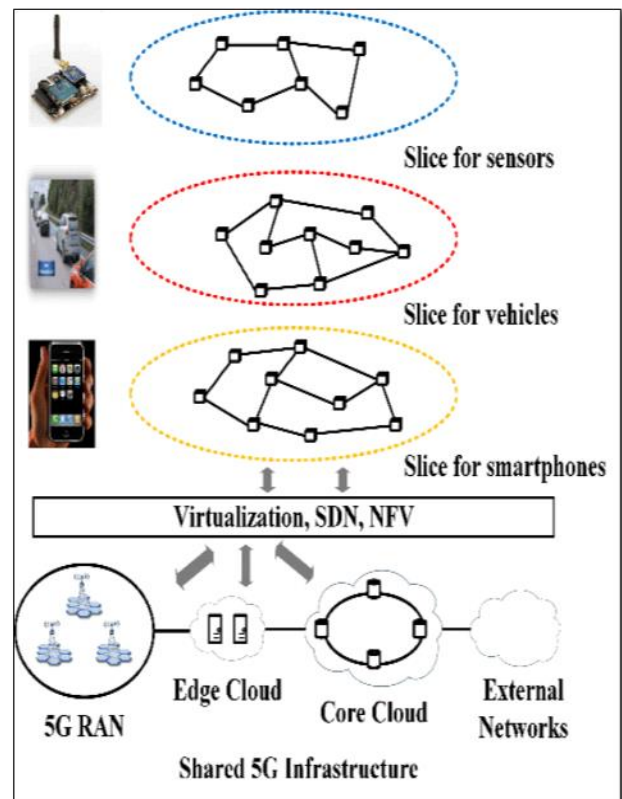 Slice for sensors
Slice for vehicles
Slice for smartphones
Virtualization, SDN, NFV
5G RAN
Edge Cloud
Core Cloud
External
Networks
Shared 5G Infrastructure